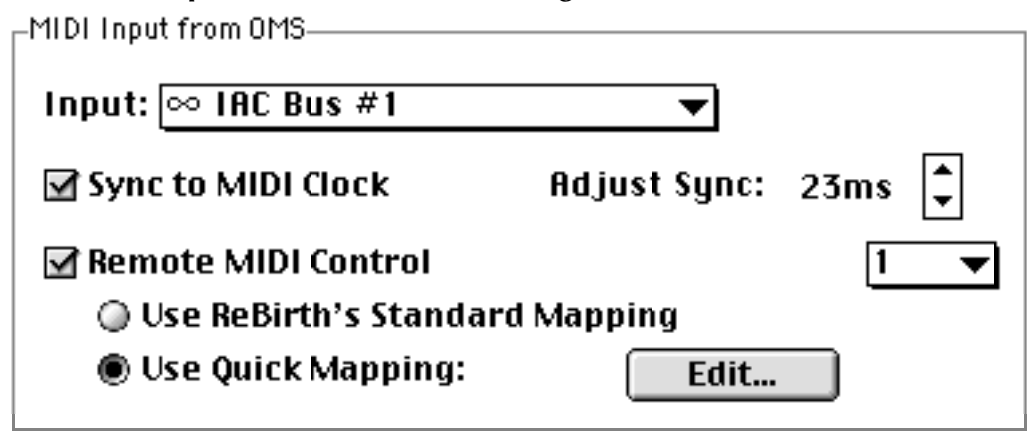 MIDI Input from OMS
Input: ∞ IAC Bus #1
Sync to MIDI Clock Adjust Sync: 23ms
Remote MIDI Control 1
Use ReBirth's Standard Mapping
Use Quick Mapping: Edit...